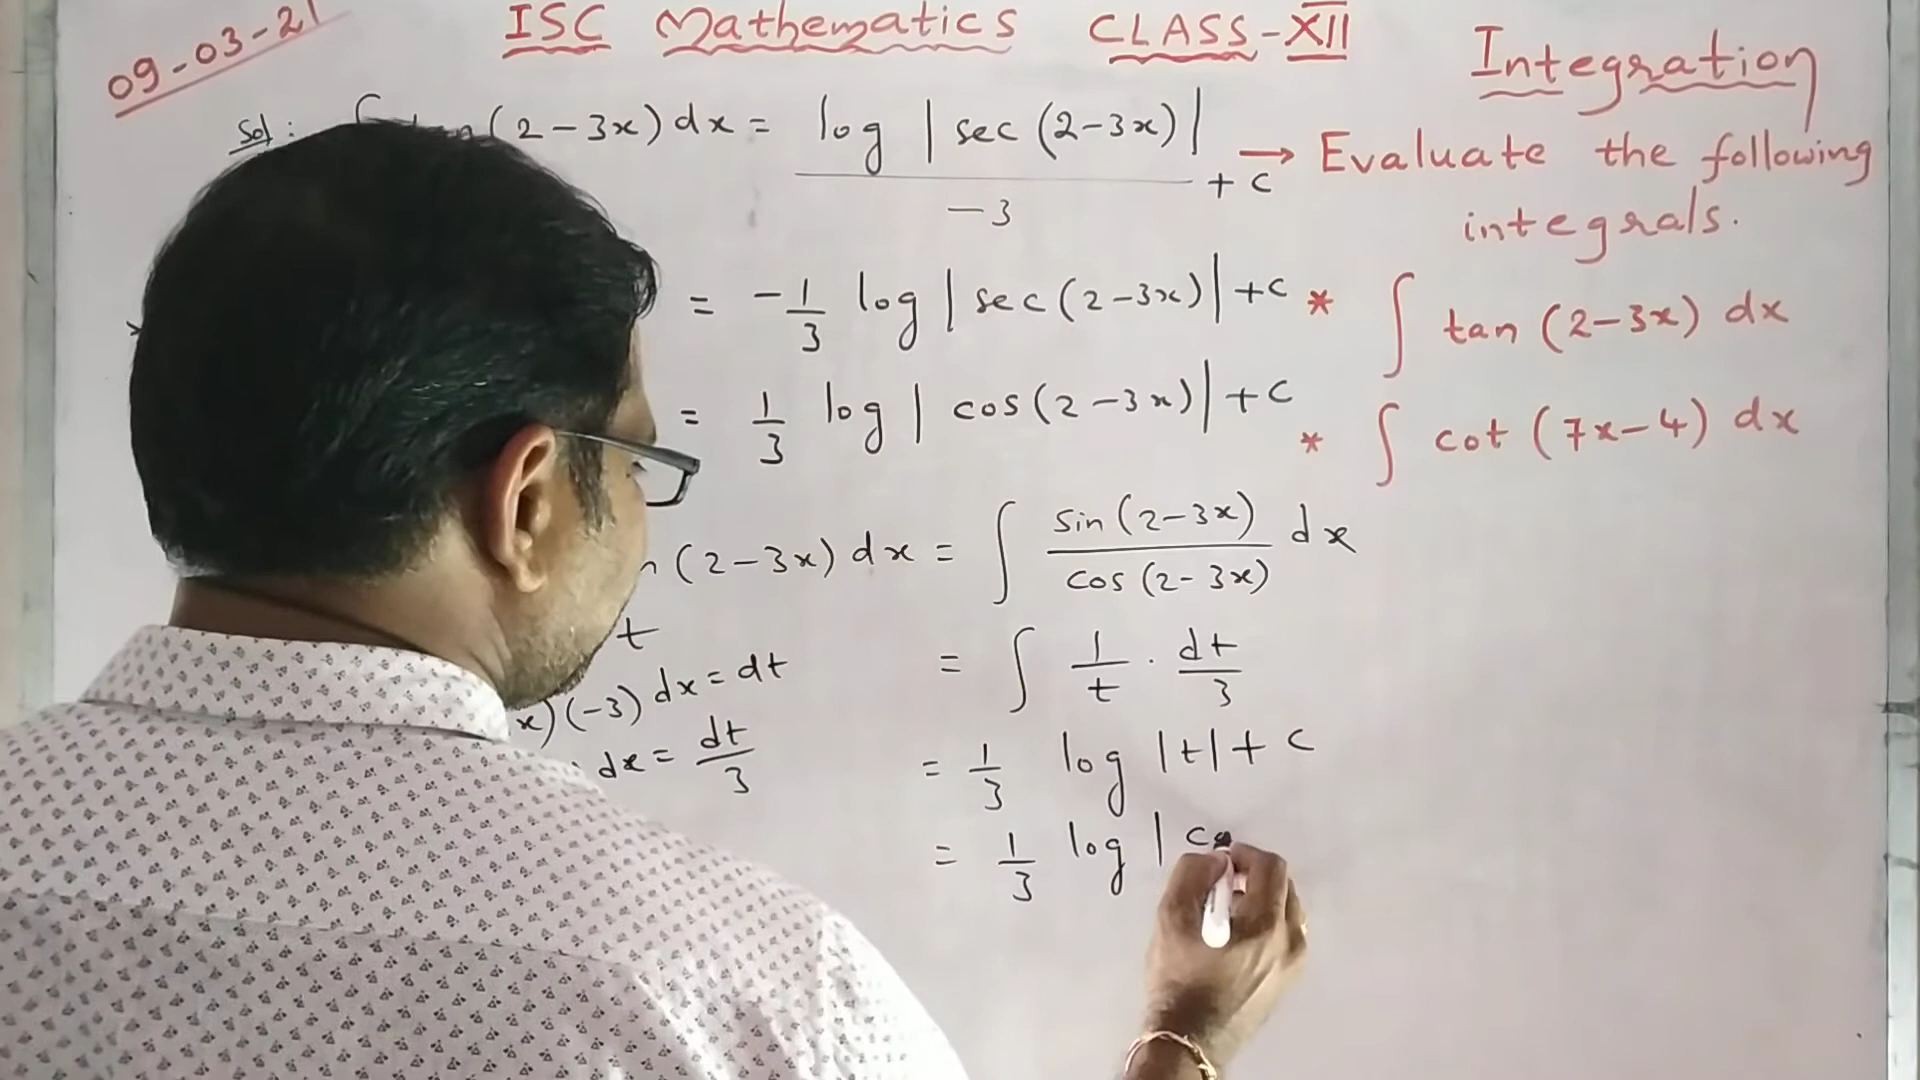 09-03-21
ISC Mathematics CLASS-XII
Integration
→ Evaluate the following
integrals.
* ∫ tan (2-3x) dx
* ∫ cot (7x-4) dx
Sol: (2-3x) dx = log |sec (2-3x)| / -3 + c
= -1/3 log |sec (2-3x)| + c
= 1/3 log |cos (2-3x)| + c
(2-3x) dx = ∫ sin (2-3x) / cos (2-3x) dx
t
x) (-3) dx = dt
dx = dt/3
= ∫ 1/t · dt/3
= 1/3 log |t| + c
= 1/3 log |